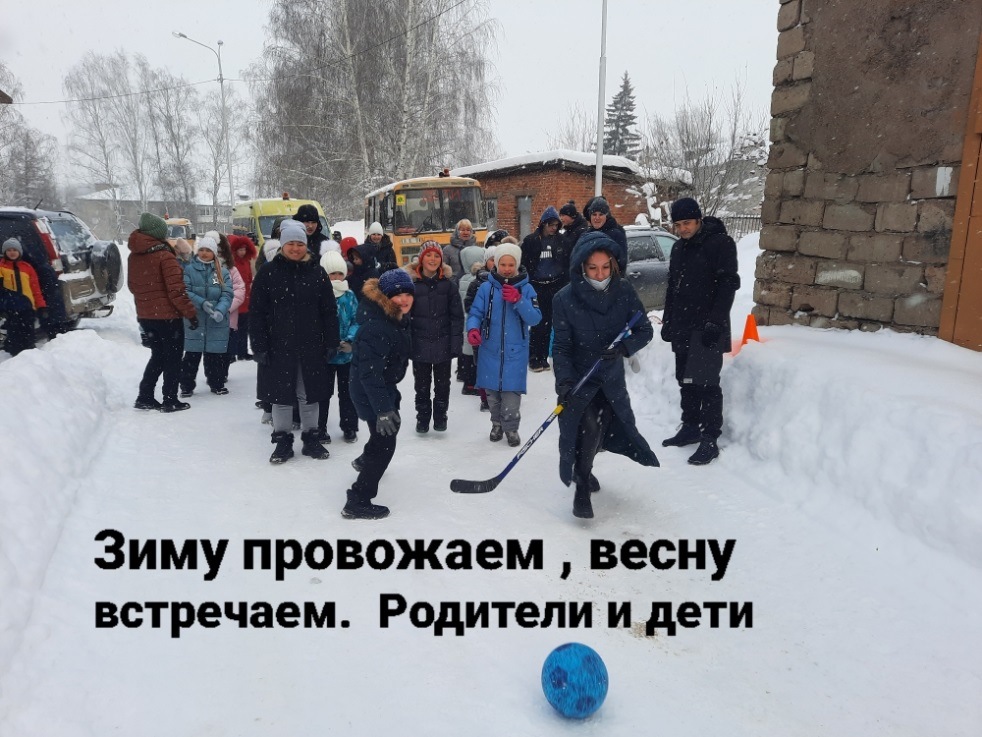 Зиму провожаем , весну
встречаем. Родители и дети